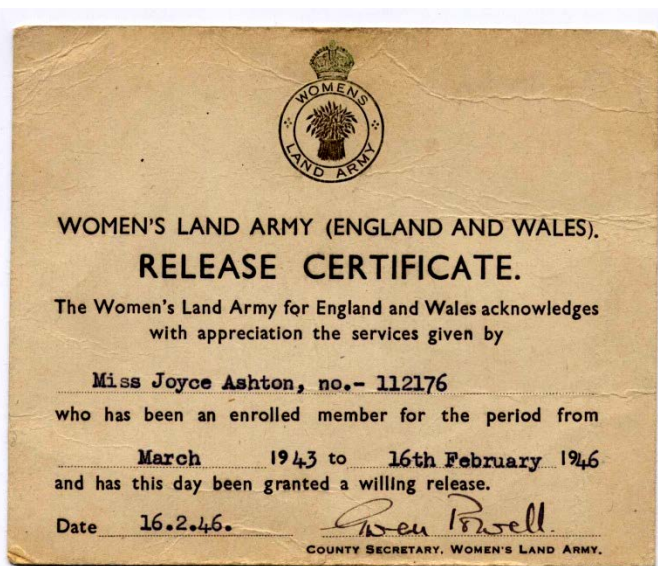 WOMENS
LAND ARMY
WOMEN'S LAND ARMY (ENGLAND AND WALES).
RELEASE CERTIFICATE.
The Women's Land Army for England and Wales acknowledges
with appreciation the services given by
Miss Joyce Ashton, no.- 112176
who has been an enrolled member for the period from
March 1943 to 16th February 1946
and has this day been granted a willing release.
Date 16.2.46. Gwen Powell.
COUNTY SECRETARY, WOMEN'S LAND ARMY.